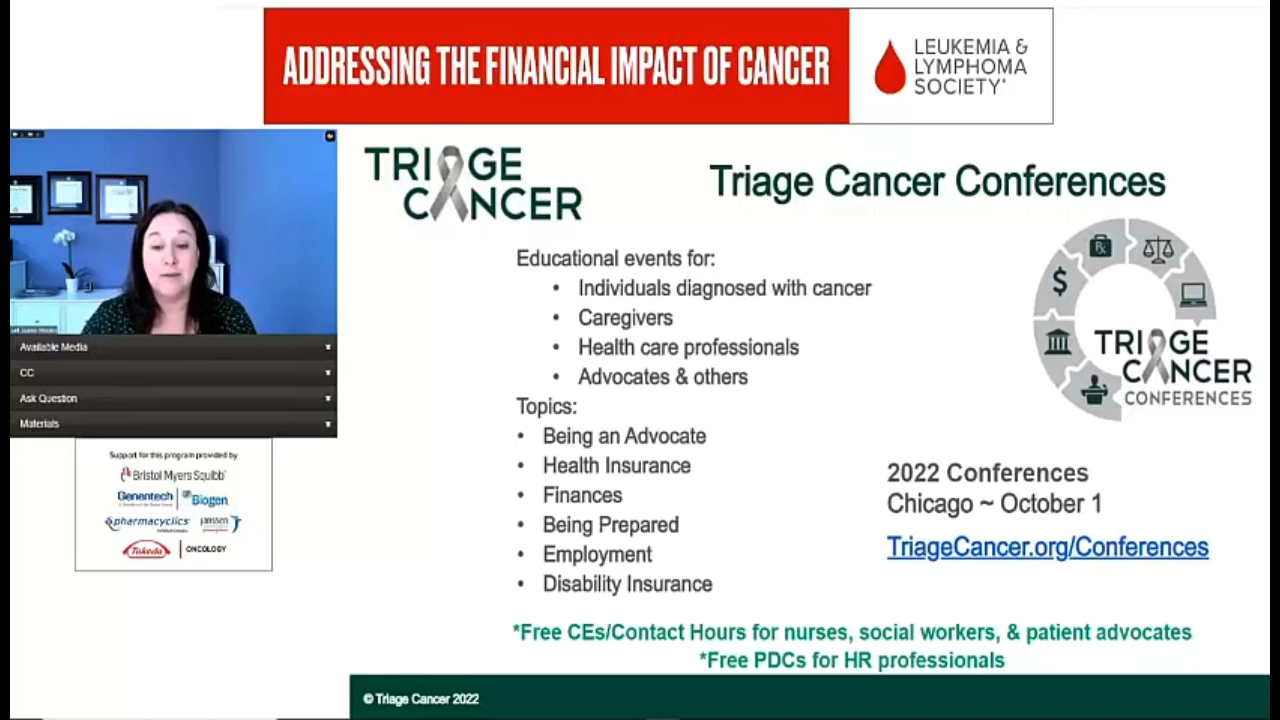 ADDRESSING THE FINANCIAL IMPACT OF CANCER
LEUKEMIA &
LYMPHOMA
SOCIETY®
TRIAGE
CANCER
Triage Cancer Conferences
Educational events for:
• Individuals diagnosed with cancer
• Caregivers
• Health care professionals
• Advocates & others
Topics:
• Being an Advocate
• Health Insurance
• Finances
• Being Prepared
• Employment
• Disability Insurance
Rx
$
TRIAGE
CANCER
CONFERENCES
2022 Conferences
Chicago ~ October 1
TriageCancer.org/Conferences
*Free CEs/Contact Hours for nurses, social workers, & patient advocates
*Free PDCs for HR professionals
© Triage Cancer 2022
Available Media
CC
Ask Question
Materials
Support for this program provided by
Bristol Myers Squibb™
Genentech
Biogen
pharmacyclics
janssen
Takeda
ONCOLOGY